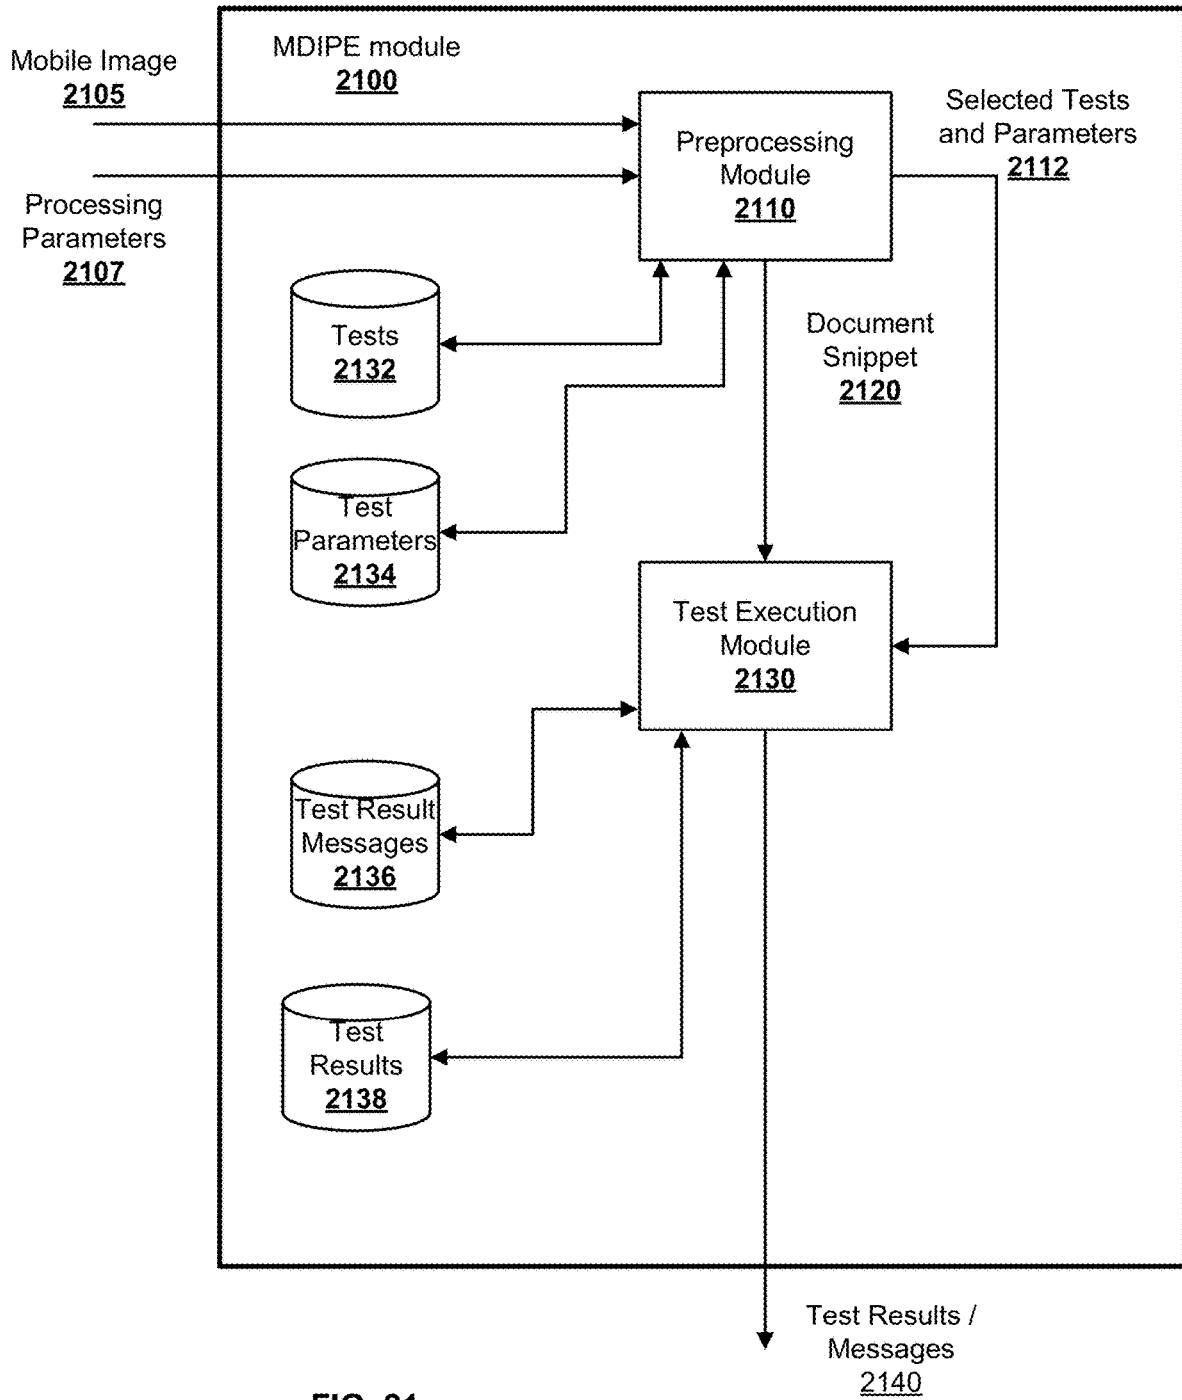 MDIPE module
2100
Mobile Image
2105
Selected Tests
and Parameters
2112
Preprocessing
Module
2110
Processing
Parameters
2107
Tests
2132
Document
Snippet
2120
Test
Parameters
2134
Test Execution
Module
2130
Test Result
Messages
2136
Test
Results
2138
Test Results /
Messages
2140